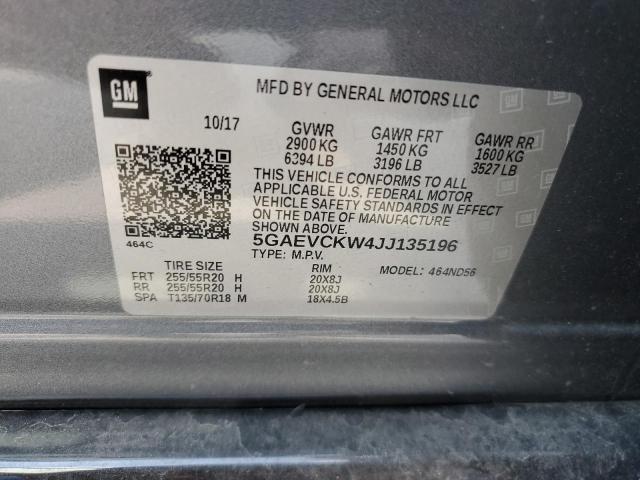 GM
MFD BY GENERAL MOTORS LLC
10/17
GVWR GAWR FRT GAWR RR
2900 KG 1450 KG 1600 KG
6394 LB 3196 LB 3527 LB
THIS VEHICLE CONFORMS TO ALL
APPLICABLE U.S. FEDERAL MOTOR
VEHICLE SAFETY STANDARDS IN EFFECT
ON THE DATE OF MANUFACTURE
SHOWN ABOVE.
464C
5GAEVCKW4JJ135196
TYPE: M.P.V.
MODEL: 464ND56
TIRE SIZE RIM
FRT 255/55R20 H 20X8J
RR 255/55R20 H 20X8J
SPA T135/70R18 M 18X4.5B